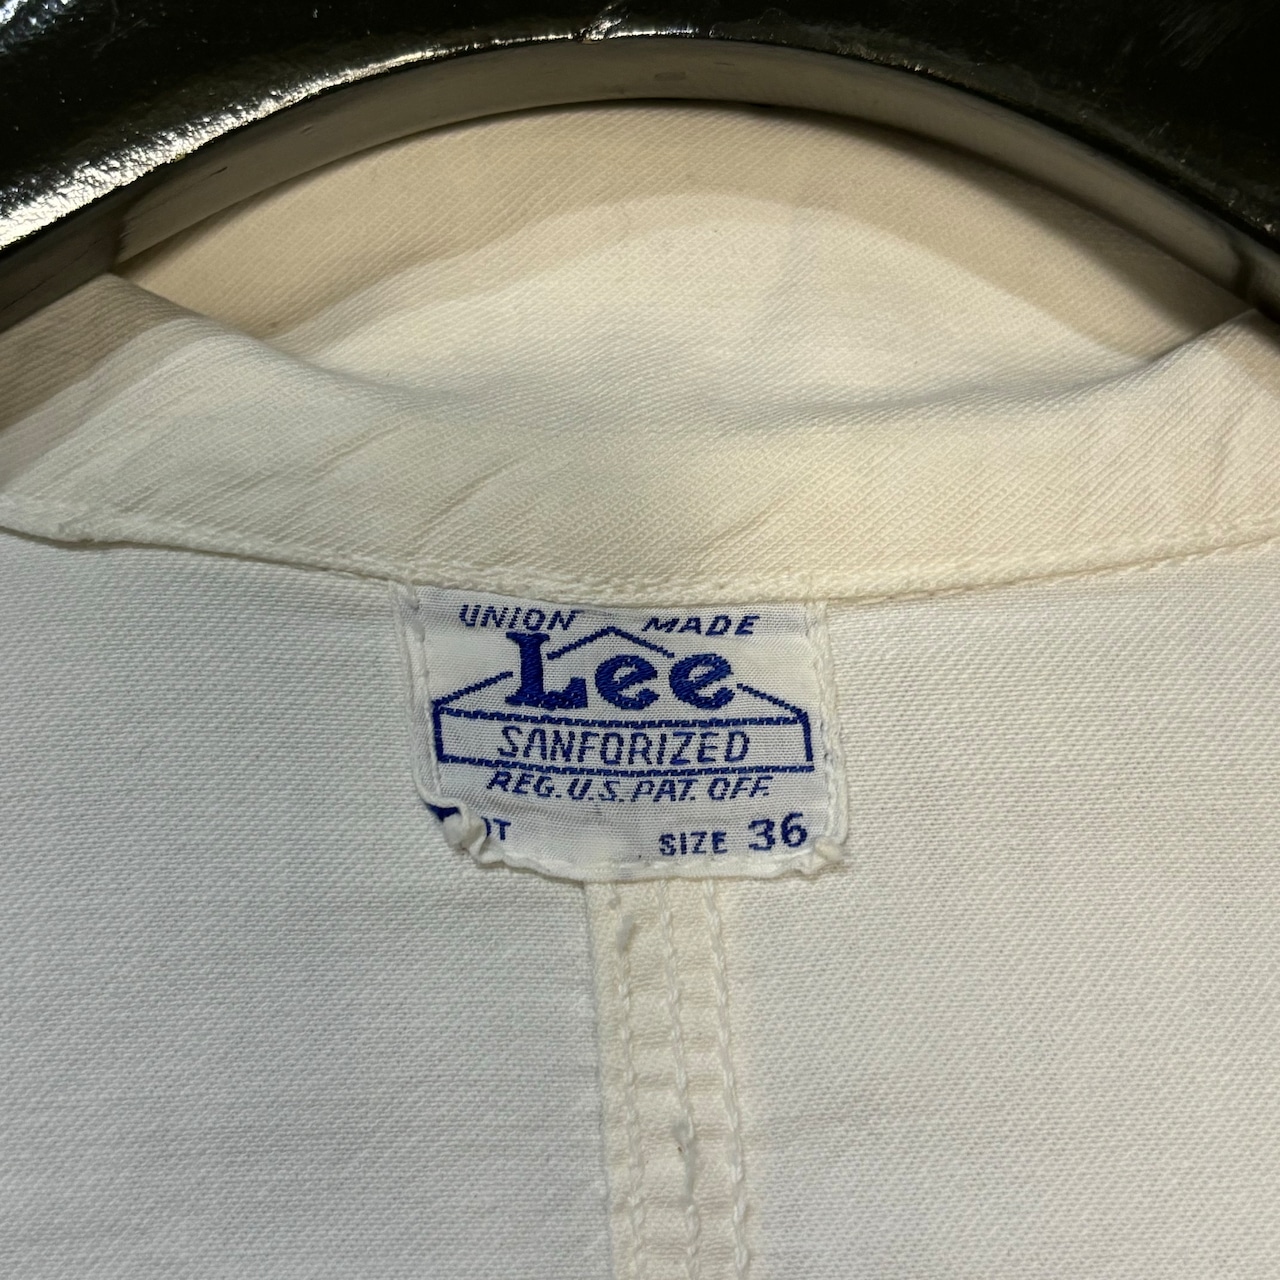 UNION MADE
Lee
SANFORIZED
REG. U.S. PAT. OFF.
SIZE 36